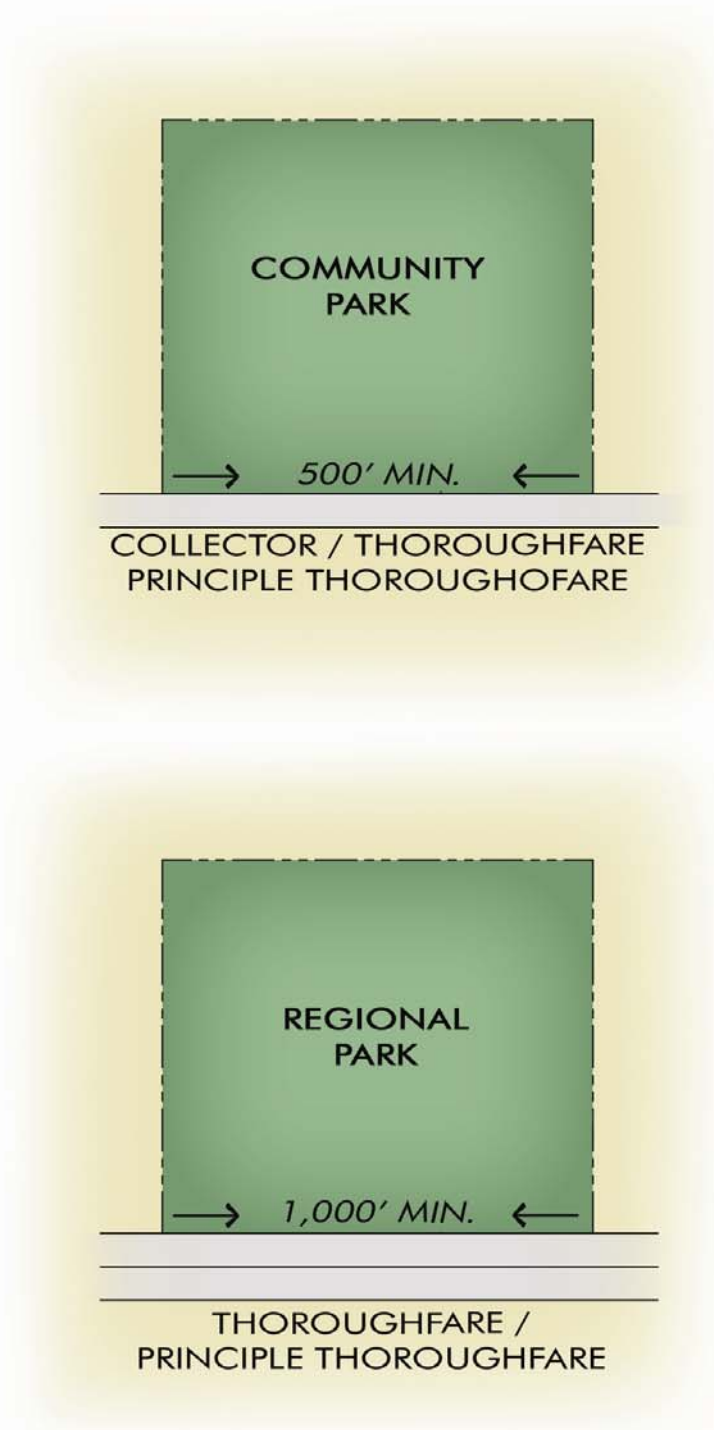 COMMUNITY
PARK
500' MIN.
COLLECTOR / THOROUGHFARE
PRINCIPLE THOROUGHOFARE
REGIONAL
PARK
1,000' MIN.
THOROUGHFARE /
PRINCIPLE THOROUGHFARE